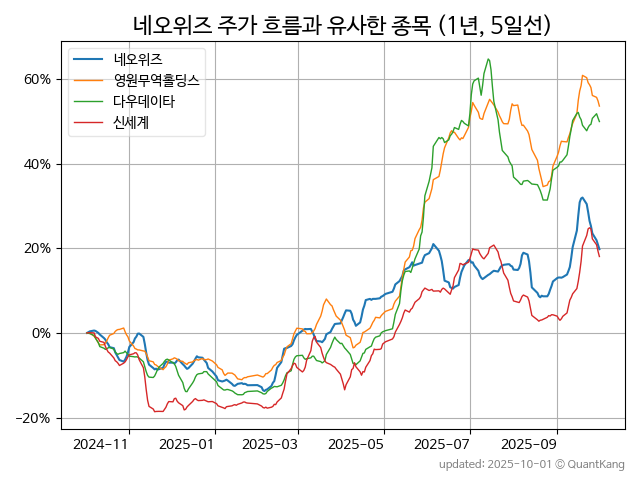 네오위즈 주가 흐름과 유사한 종목 (1년, 5일선)
네오위즈
영원무역홀딩스
다우데이타
신세계
60%
40%
20%
0%
−20%
2024-11 2025-01 2025-03 2025-05 2025-07 2025-09
updated: 2025-10-01 © QuantKang